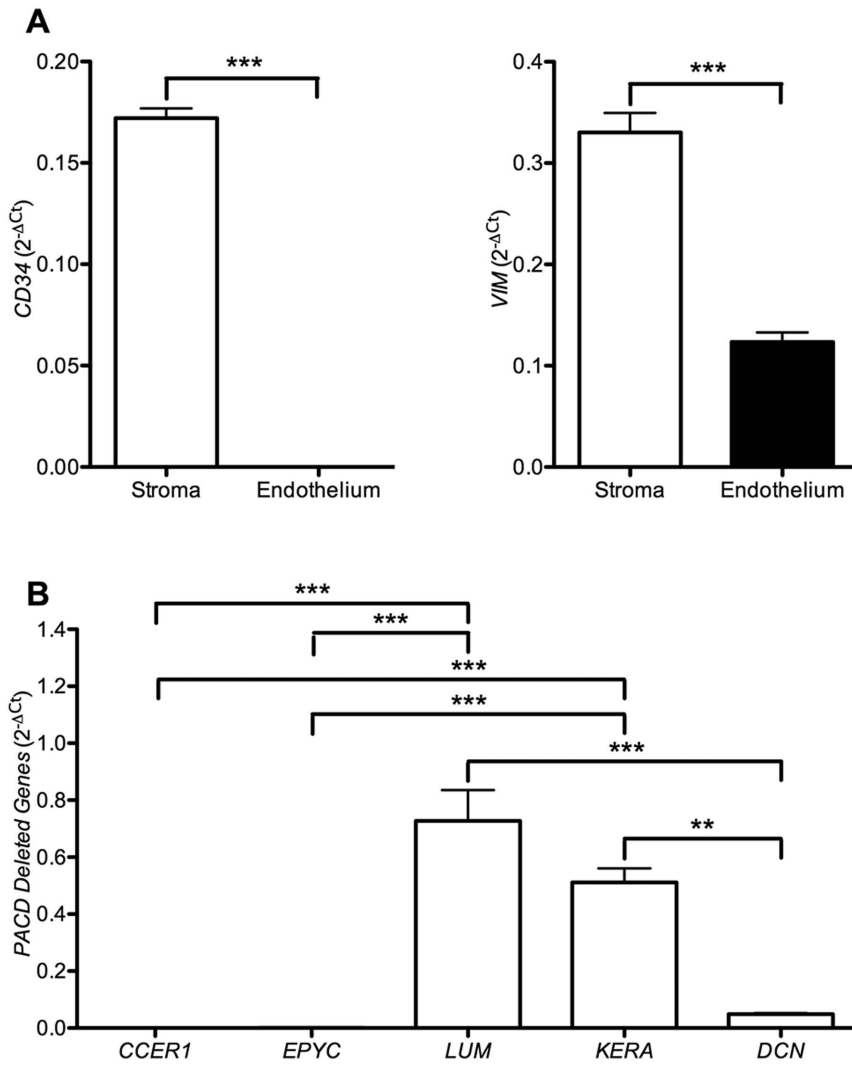 A
CD34 (2-ΔCt)
0.20
0.15
0.10
0.05
0.00
***
Stroma
Endothelium
VIM (2-ΔCt)
0.4
0.3
0.2
0.1
0.0
***
Stroma
Endothelium
B
PACD Deleted Genes (2-ΔCt)
1.4
1.2
1.0
0.8
0.6
0.4
0.2
0.0
***
***
***
***
***
**
CCER1
EPYC
LUM
KERA
DCN